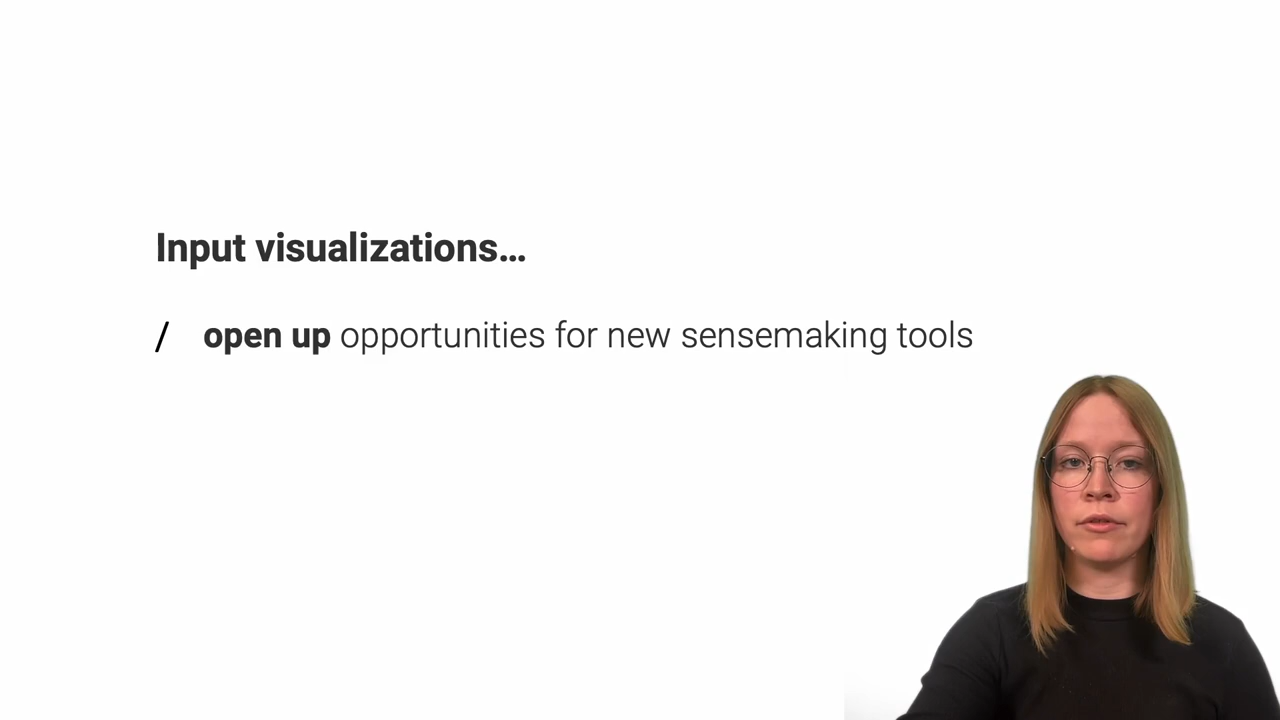 Input visualizations…
/ open up opportunities for new sensemaking tools